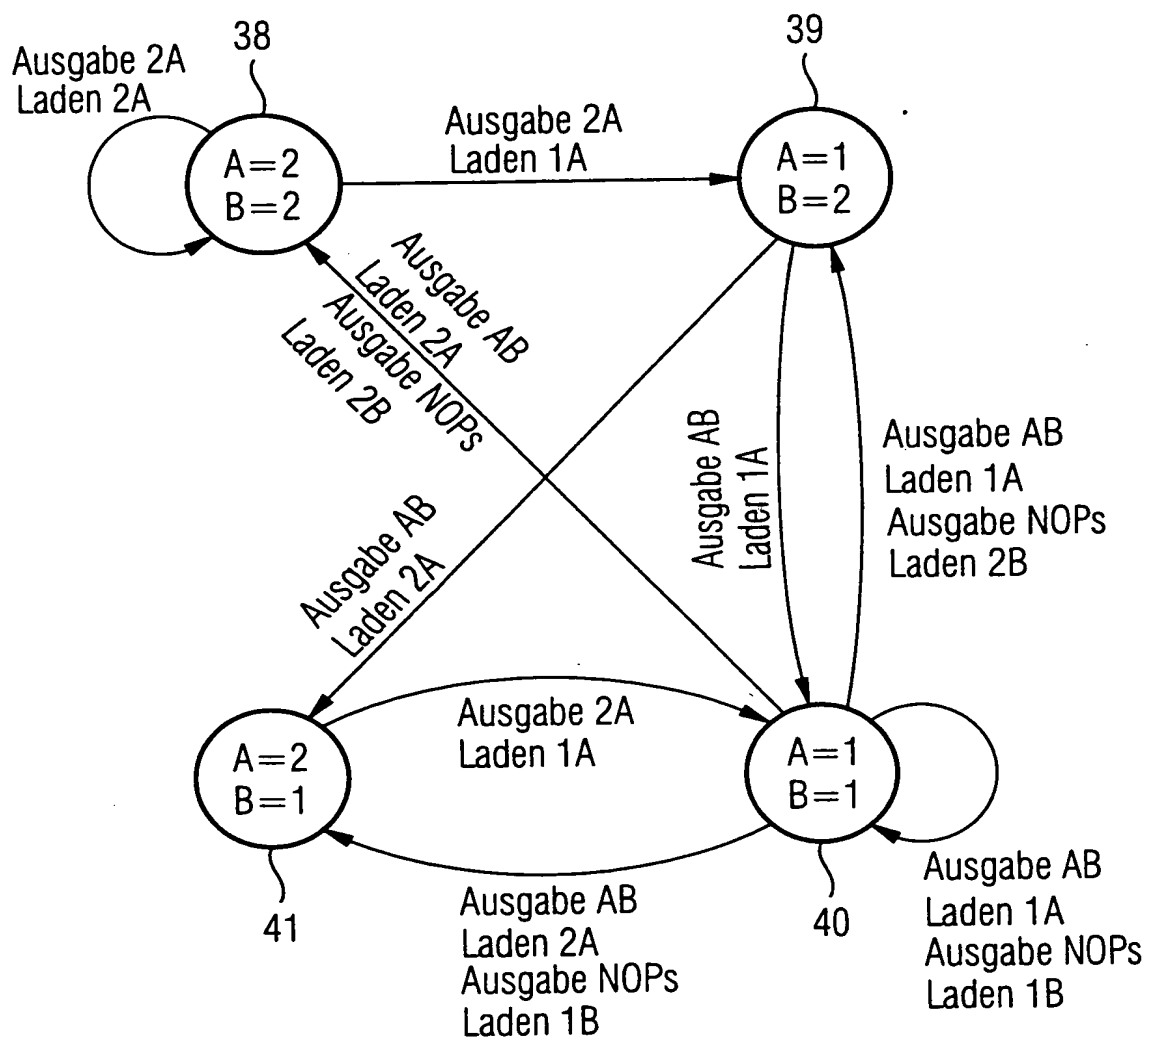 38
39
Ausgabe 2A
Laden 2A
Ausgabe 2A
Laden 1A
A=2
B=2
A=1
B=2
Ausgabe AB
Laden 2A
Ausgabe NOPs
Laden 2B
Ausgabe AB
Laden 1A
Ausgabe AB
Laden 1A
Ausgabe NOPs
Laden 2B
Ausgabe AB
Laden 2A
Ausgabe 2A
Laden 1A
A=2
B=1
A=1
B=1
41
40
Ausgabe AB
Laden 2A
Ausgabe NOPs
Laden 1B
Ausgabe AB
Laden 1A
Ausgabe NOPs
Laden 1B